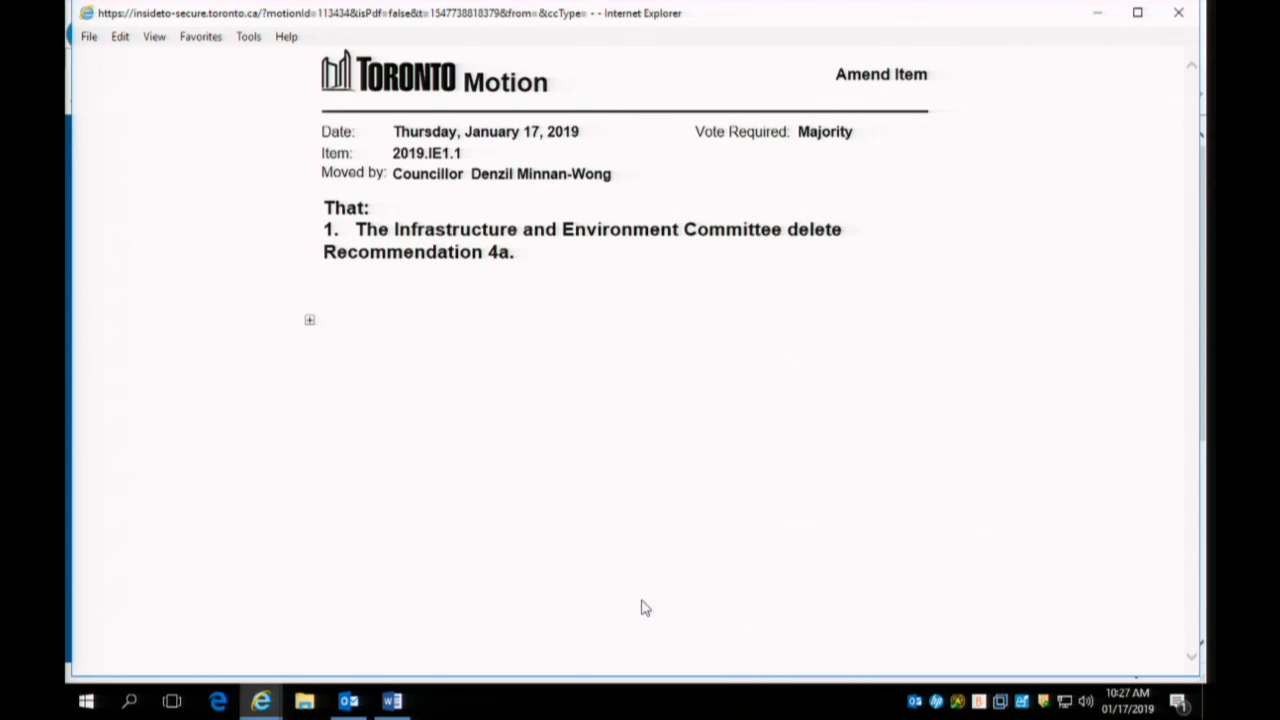 https://insideto-secure.toronto.ca/?motionId=113434&isPdf=false&t=1547738818379&from=&ccType= - - Internet Explorer
File Edit View Favorites Tools Help
TORONTO Motion
Amend Item
Date: Thursday, January 17, 2019 Vote Required: Majority
Item: 2019.IE1.1
Moved by: Councillor Denzil Minnan-Wong
That:
1. The Infrastructure and Environment Committee delete
Recommendation 4a.
10:27 AM
01/17/2019